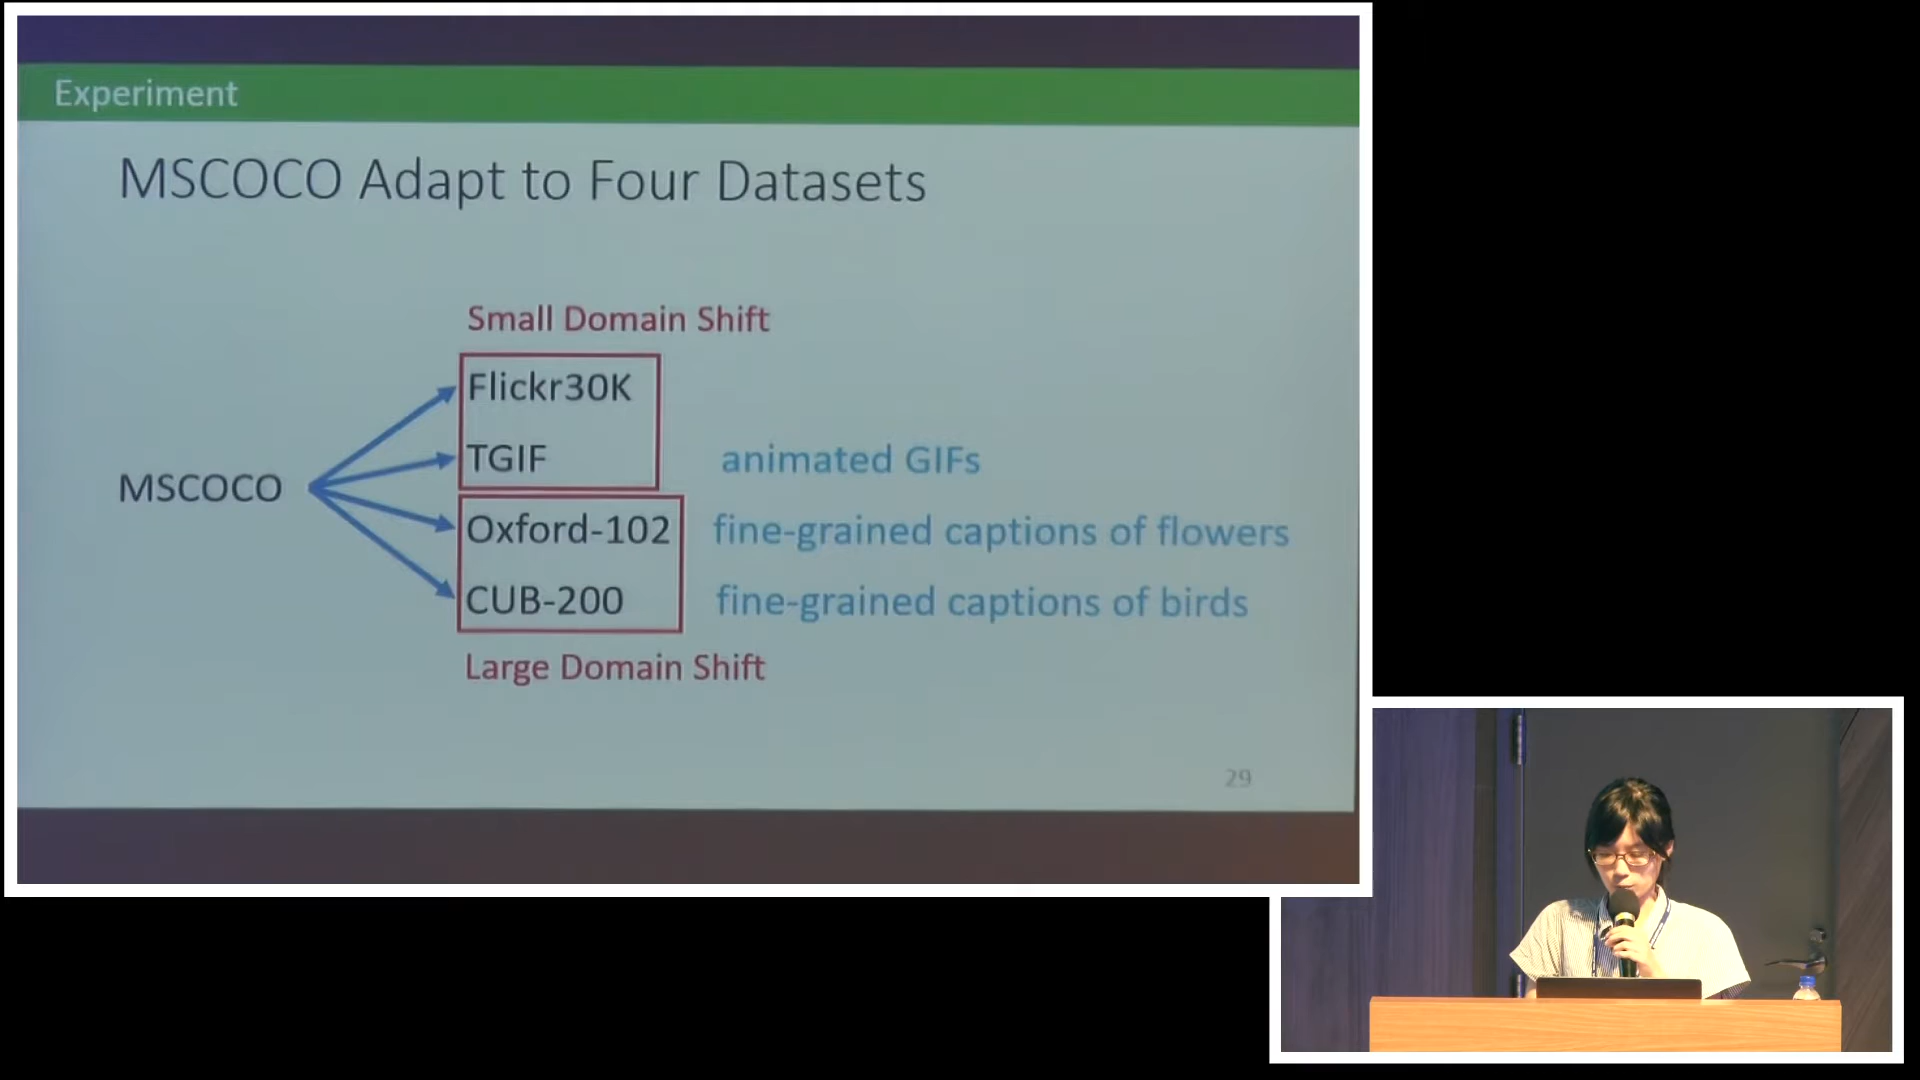 Experiment
MSCOCO Adapt to Four Datasets
Small Domain Shift
Flickr30K
TGIF animated GIFs
MSCOCO
Oxford-102 fine-grained captions of flowers
CUB-200 fine-grained captions of birds
Large Domain Shift
29